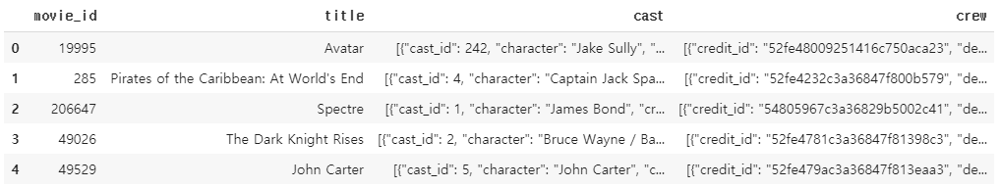 movie_id title cast crew
0 19995 Avatar [{"cast_id": 242, "character": "Jake Sully", "... [{"credit_id": "52fe48009251416c750aca23", "de...
1 285 Pirates of the Caribbean: At World's End [{"cast_id": 4, "character": "Captain Jack Spa... [{"credit_id": "52fe4232c3a36847f800b579", "de...
2 206647 Spectre [{"cast_id": 1, "character": "James Bond", "cr... [{"credit_id": "54805967c3a36829b5002c41", "de...
3 49026 The Dark Knight Rises [{"cast_id": 2, "character": "Bruce Wayne / Ba... [{"credit_id": "52fe4781c3a36847f81398c3", "de...
4 49529 John Carter [{"cast_id": 5, "character": "John Carter", "c... [{"credit_id": "52fe479ac3a36847f813eaa3", "de...